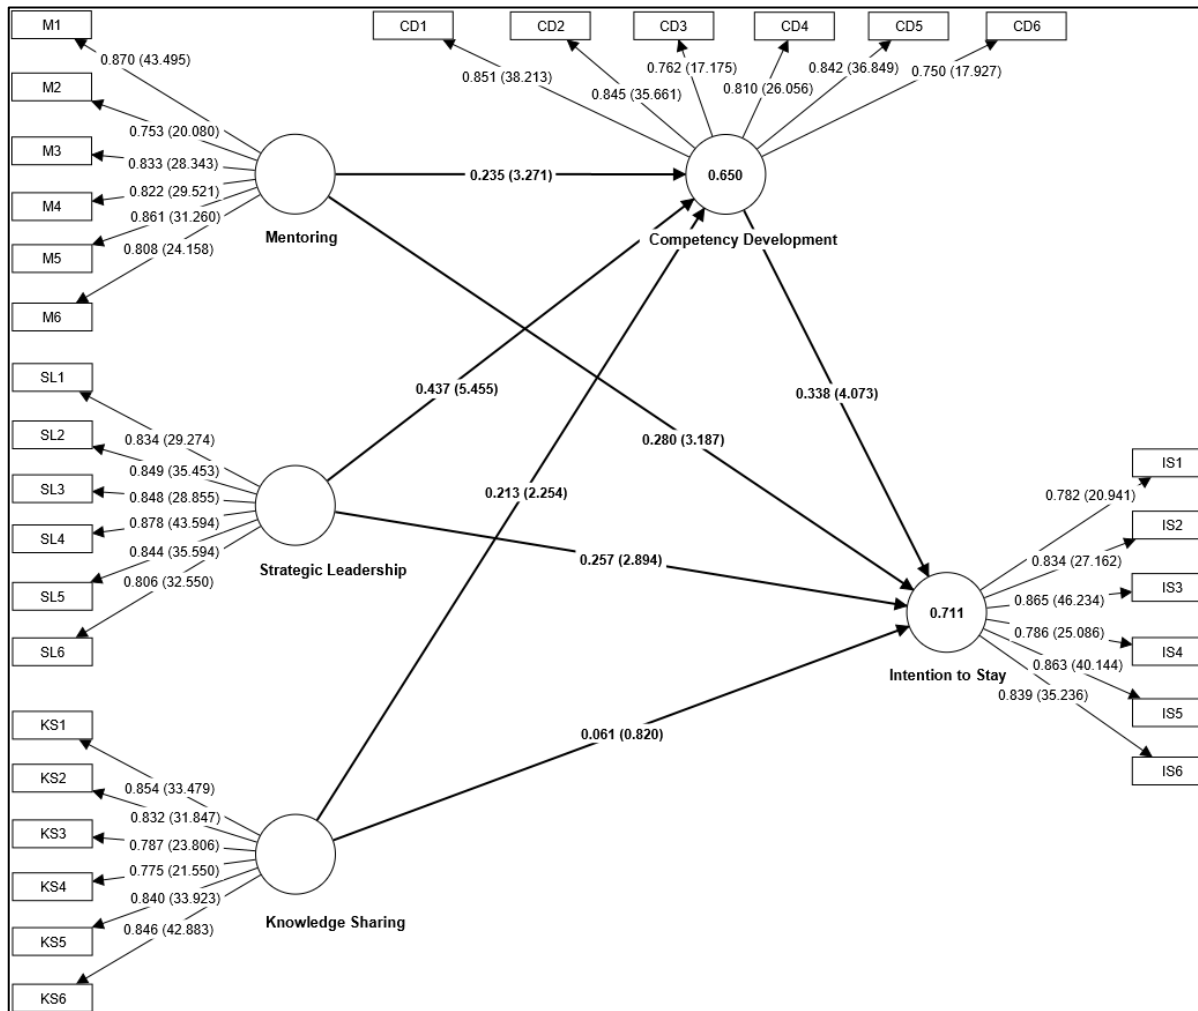 M1
M2
M3
M4
M5
M6
0.870 (43.495)
0.753 (20.080)
0.833 (28.343)
0.822 (29.521)
0.861 (31.260)
0.808 (24.158)
Mentoring
CD1
CD2
CD3
CD4
CD5
CD6
0.851 (38.213)
0.845 (35.661)
0.762 (17.175)
0.810 (26.056)
0.842 (36.849)
0.750 (17.927)
0.650
Competency Development
0.235 (3.271)
0.437 (5.455)
0.338 (4.073)
0.280 (3.187)
0.213 (2.254)
0.257 (2.894)
0.061 (0.820)
SL1
SL2
SL3
SL4
SL5
SL6
0.834 (29.274)
0.849 (35.453)
0.848 (28.855)
0.878 (43.594)
0.844 (35.594)
0.806 (32.550)
Strategic Leadership
IS1
IS2
IS3
IS4
IS5
IS6
0.782 (20.941)
0.834 (27.162)
0.865 (46.234)
0.786 (25.086)
0.863 (40.144)
0.839 (35.236)
0.711
Intention to Stay
KS1
KS2
KS3
KS4
KS5
KS6
0.854 (33.479)
0.832 (31.847)
0.787 (23.806)
0.775 (21.550)
0.840 (33.923)
0.846 (42.883)
Knowledge Sharing